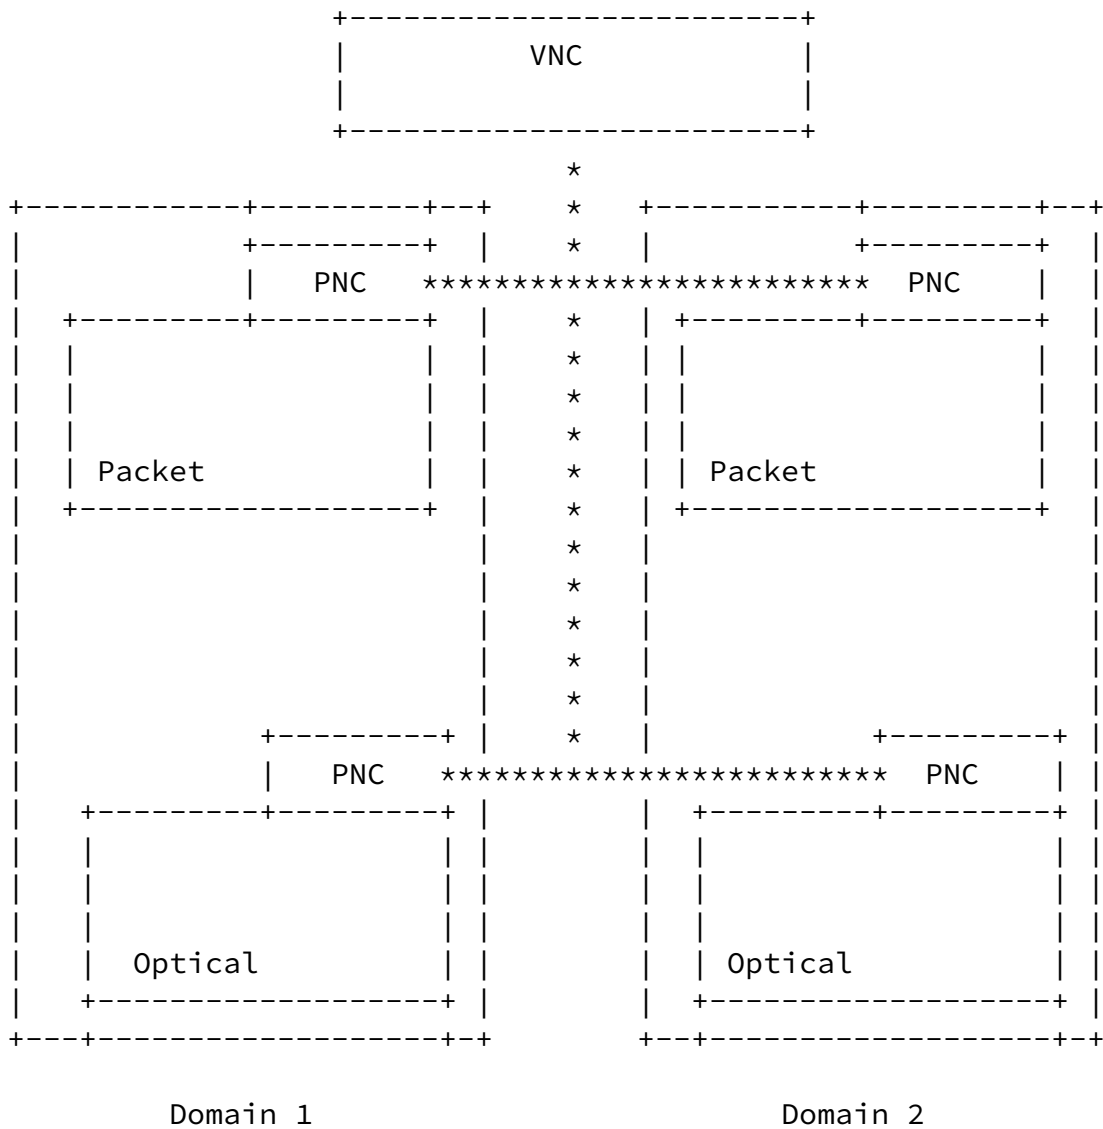 VNC
PNC PNC
Packet Packet
PNC PNC
Optical Optical
Domain 1 Domain 2